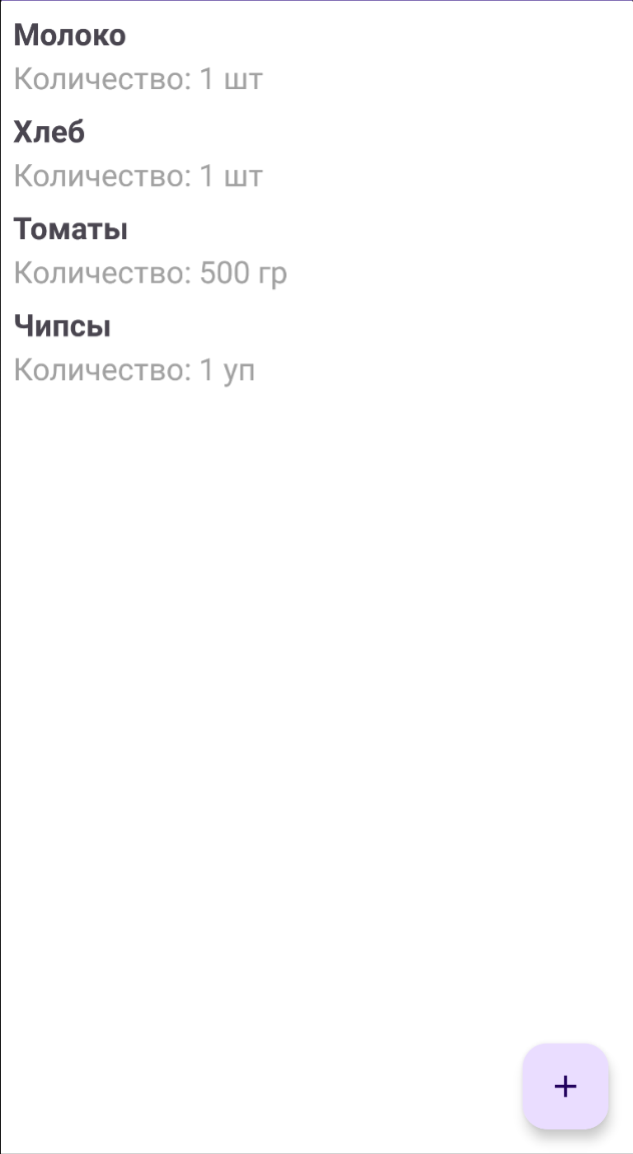 Молоко
Количество: 1 шт
Хлеб
Количество: 1 шт
Томаты
Количество: 500 гр
Чипсы
Количество: 1 уп
+